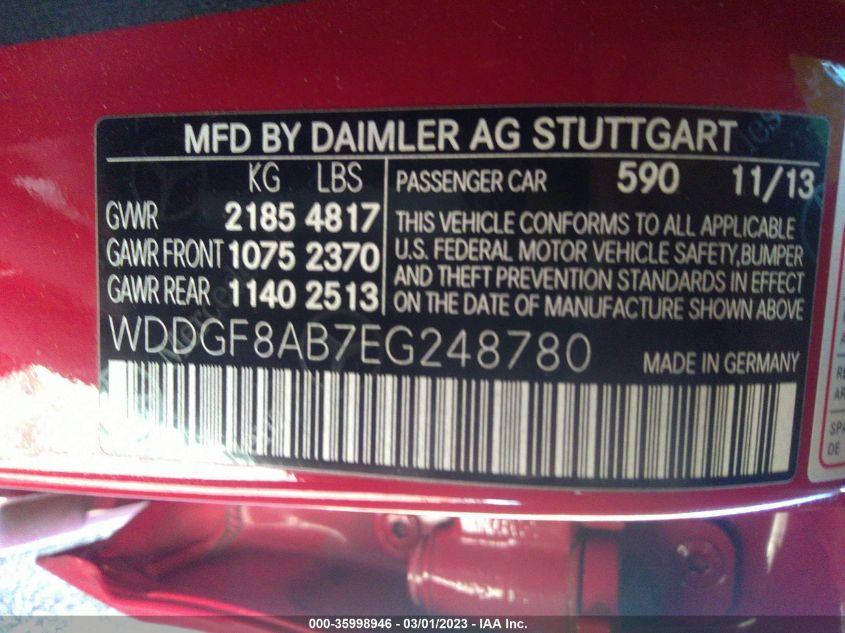 MFD BY DAIMLER AG STUTTGART
KG LBS
GVWR 2185 4817
GAWR FRONT 1075 2370
GAWR REAR 1140 2513
PASSENGER CAR 590 11/13
THIS VEHICLE CONFORMS TO ALL APPLICABLE
U.S. FEDERAL MOTOR VEHICLE SAFETY,BUMPER
AND THEFT PREVENTION STANDARDS IN EFFECT
ON THE DATE OF MANUFACTURE SHOWN ABOVE
WDDGF8AB7EG248780
MADE IN GERMANY
SPA
DE
000-35998946 - 03/01/2023 - IAA Inc.